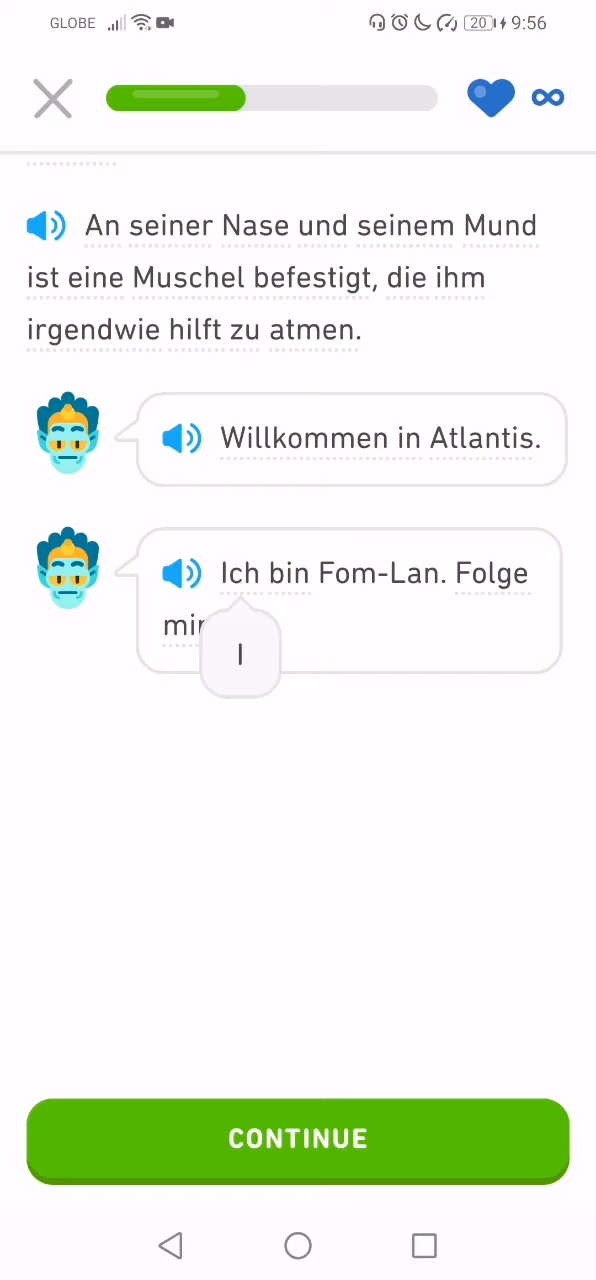 GLOBE 20 9:56
An seiner Nase und seinem Mund
ist eine Muschel befestigt, die ihm
irgendwie hilft zu atmen.
Willkommen in Atlantis.
Ich bin Fom-Lan. Folge
I
CONTINUE